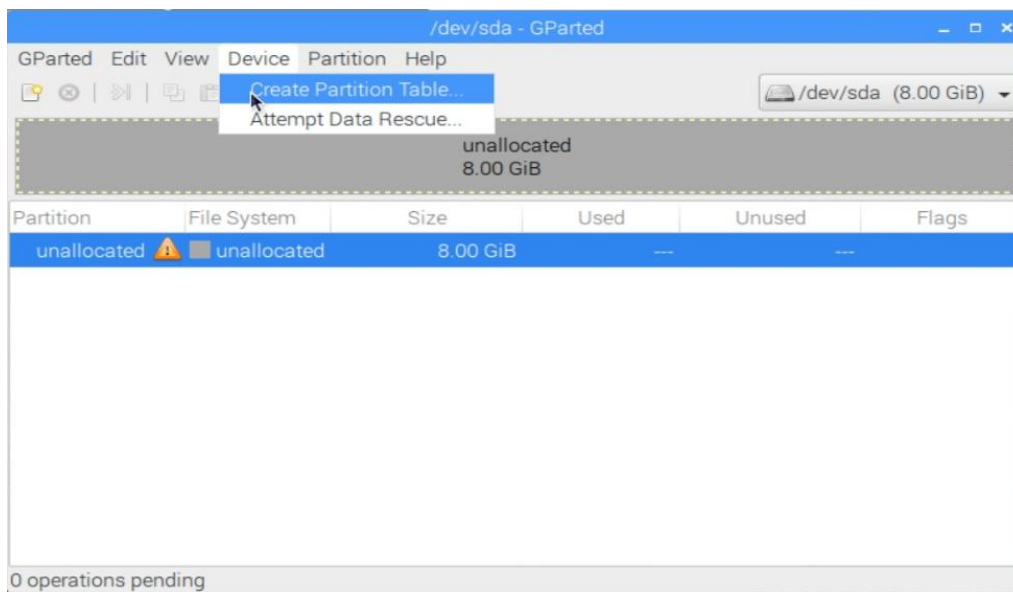 /dev/sda - GParted
GParted Edit View Device Partition Help
Create Partition Table...
/dev/sda (8.00 GiB)
Attempt Data Rescue...
unallocated
8.00 GiB
Partition File System Size Used Unused Flags
unallocated unallocated 8.00 GiB --- ---
0 operations pending